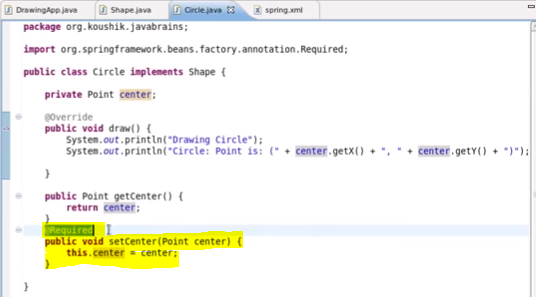 DrawingApp.java Shape.java Circle.java spring.xml
package org.koushik.javabrains;
import org.springframework.beans.factory.annotation.Required;
public class Circle implements Shape {
private Point center;
@Override
public void draw() {
System.out.println("Drawing Circle");
System.out.println("Circle: Point is: (" + center.getX() + ", " + center.getY() + ")");
}
public Point getCenter() {
return center;
}
@Required
public void setCenter(Point center) {
this.center = center;
}
}